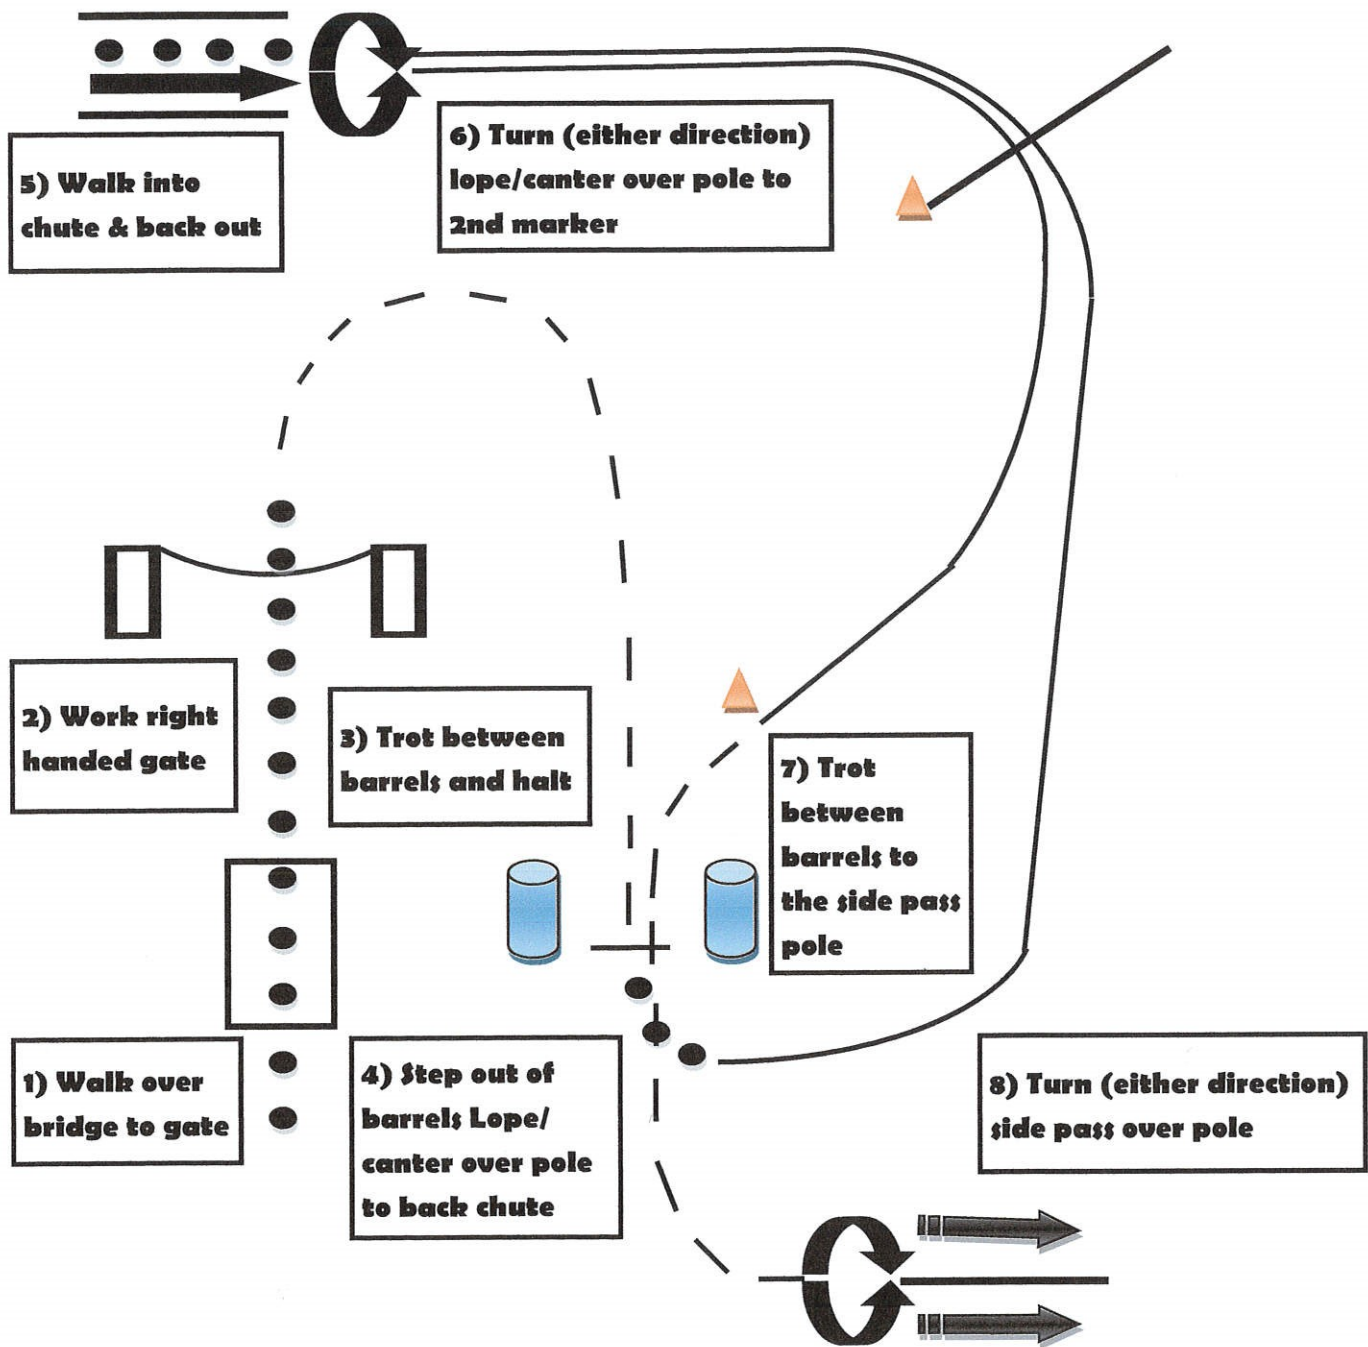 5) Walk into
chute & back out
6) Turn (either direction)
lope/canter over pole to
2nd marker
2) Work right
handed gate
3) Trot between
barrels and halt
7) Trot
between
barrels to
the side pass
pole
1) Walk over
bridge to gate
4) Step out of
barrels Lope/
canter over pole
to back chute
8) Turn (either direction)
side pass over pole